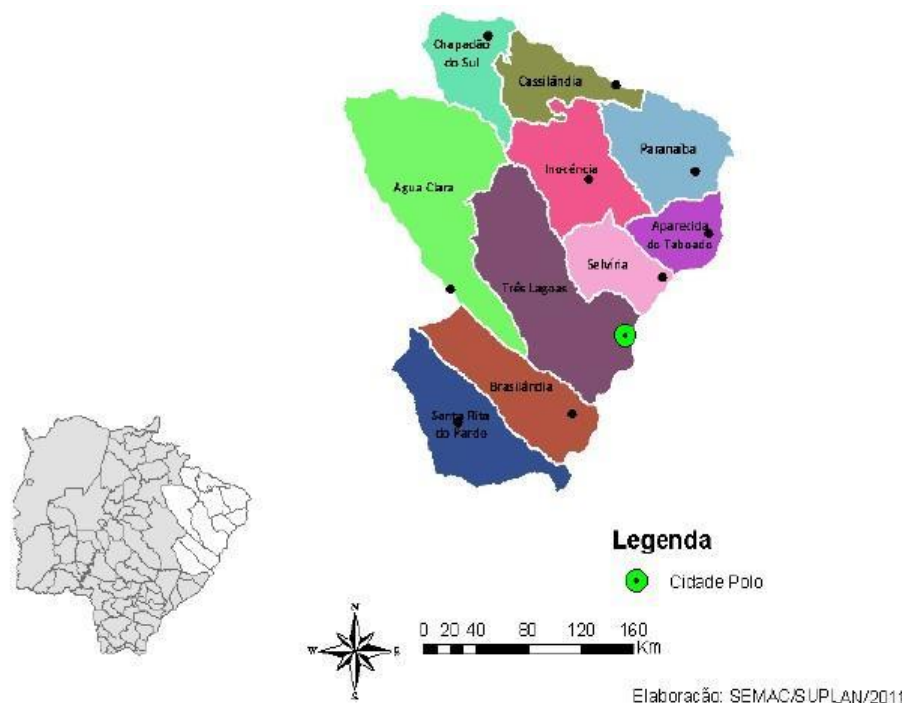 Chapadão
do Sul
Cassilândia
Paranaíba
Inocência
Agua Clara
Aparecida
do Taboado
Selvíria
Três Lagoas
Brasilândia
Santa Rita
do Pardo
Legenda
Cidade Polo
N
W E
S
0 20 40 80 120 160
Km
Elaboração: SEMAC/SUPLAN/2011